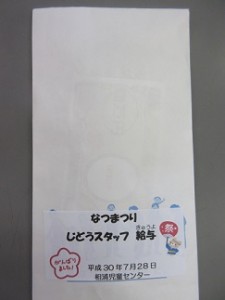 なつまつり
きゅうよ
じどうスタッフ 給与
祭
がんばり
ました!
平成30年7月28日
相浦児童センター